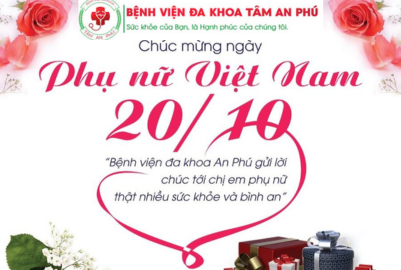 BỆNH VIỆN ĐA KHOA TÂM AN PHÚ
Sức khỏe của Bạn, là Hạnh phúc của chúng tôi.
Chúc mừng ngày
Phụ nữ Việt Nam
20/10
"Bệnh viện đa khoa An Phú gửi lời
chúc tới chị em phụ nữ
thật nhiều sức khỏe và bình an"